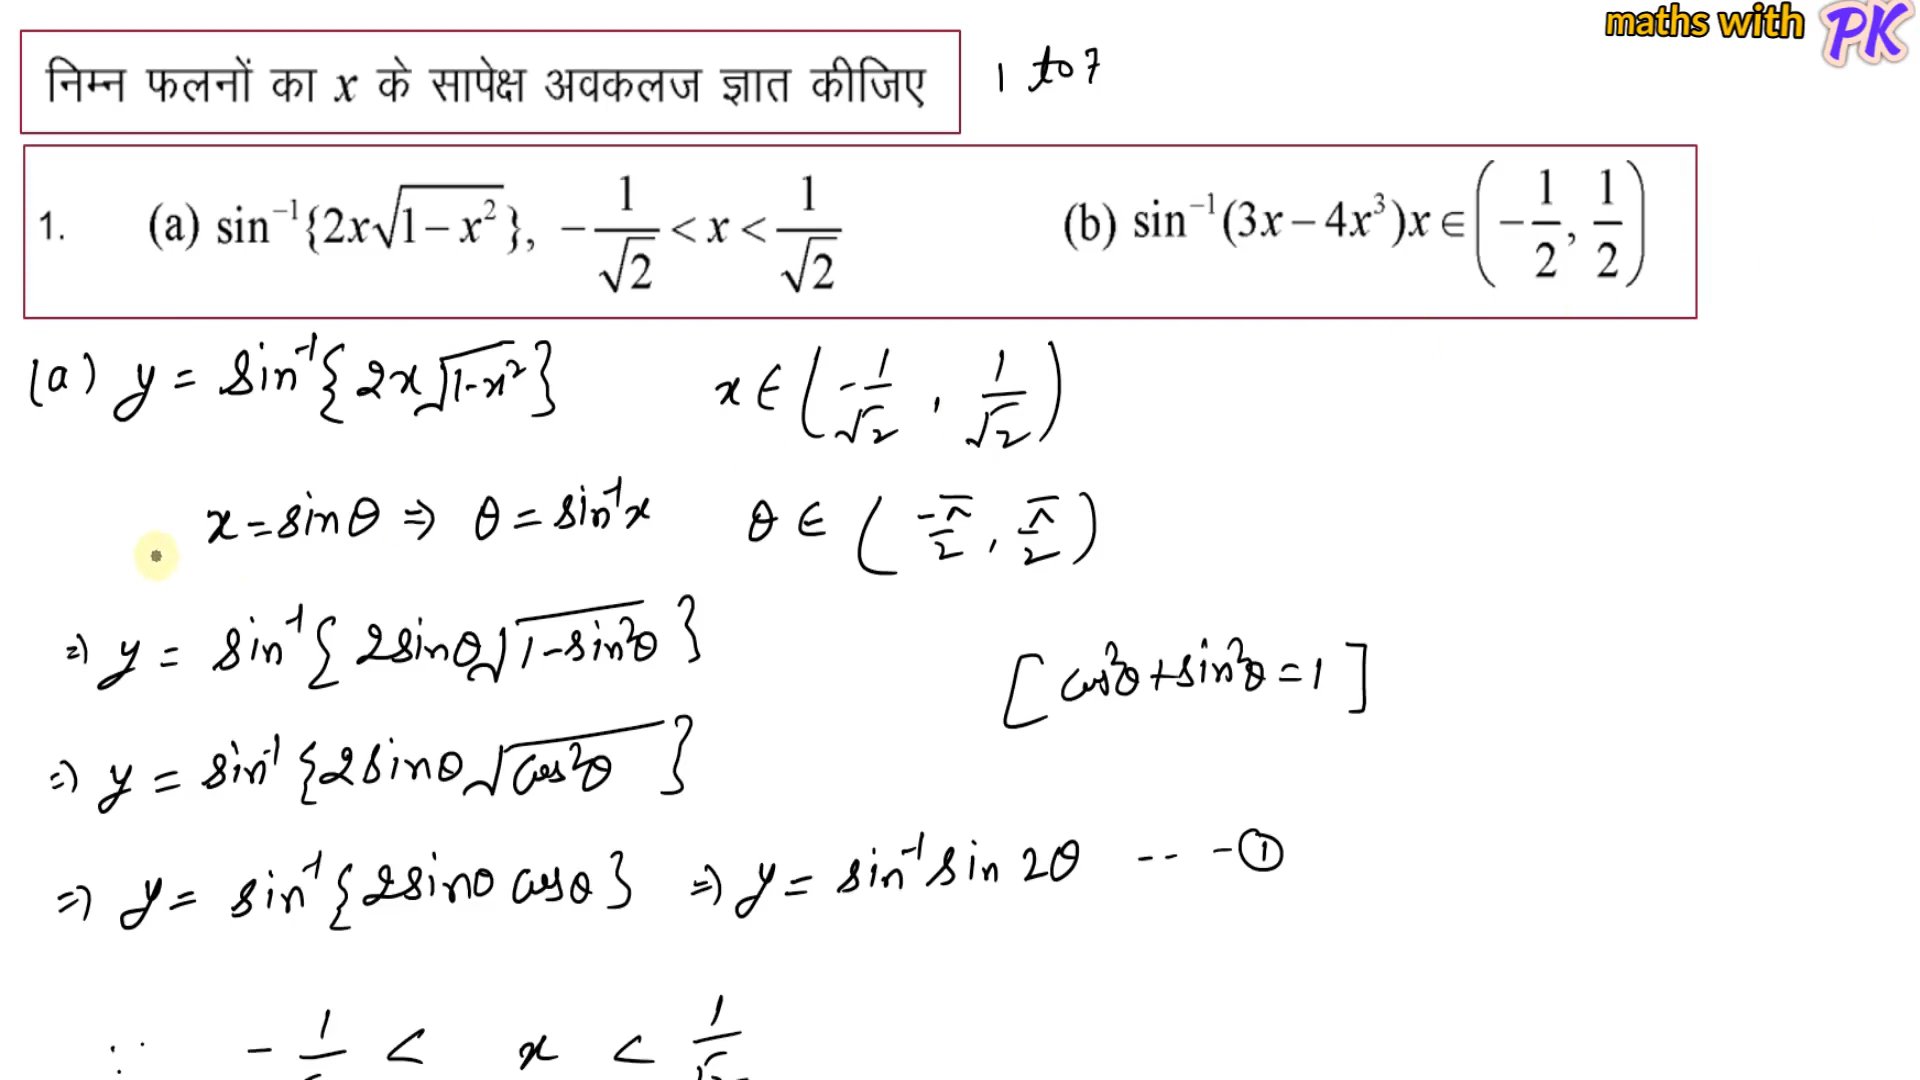 maths with PK
निम्न फलनों का x के सापेक्ष अवकलज ज्ञात कीजिए 1 to 7
1. (a) sin⁻¹{2x√(1−x²)}, −1/√2 < x < 1/√2 (b) sin⁻¹(3x−4x³)x∈(−1/2, 1/2)
(a) y = sin⁻¹{2x√(1-x²)} x∈(-1/√2, 1/√2)
x = sinθ ⇒ θ = sin⁻¹x θ ∈ (-π/2, π/2)
⇒ y = sin⁻¹{2sinθ√(1-sin²θ)} [cos²θ+sin²θ=1]
⇒ y = sin⁻¹{2sinθ√(cos²θ)}
⇒ y = sin⁻¹{2sinθ cosθ} ⇒ y = sin⁻¹sin 2θ -- - ①
∵ - 1/ < x < 1/√2